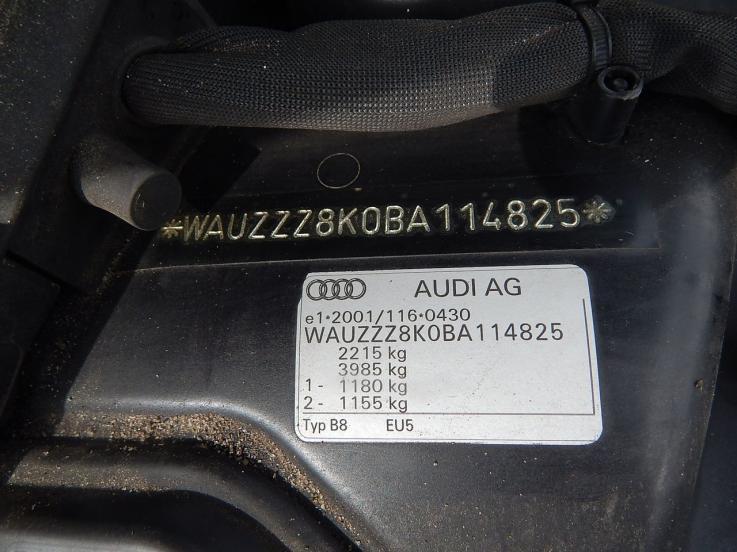 *WAUZZZ8K0BA114825*
AUDI AG
e1*2001/116*0430
WAUZZZ8K0BA114825
2215 kg
3985 kg
1 - 1180 kg
2 - 1155 kg
Typ B8 EU5